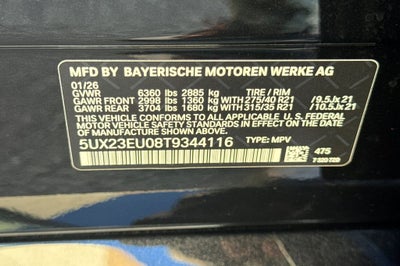 MFD BY BAYERISCHE MOTOREN WERKE AG
01/26
GVWR 6360 lbs 2885 kg TIRE / RIM
GAWR FRONT 2998 lbs 1360 kg WITH 275/40 R21 /9.5Jx21
GAWR REAR 3704 lbs 1680 kg WITH 315/35 R21 /10.5Jx21
THIS VEHICLE CONFORMS TO ALL APPLICABLE U.S. FEDERAL
MOTOR VEHICLE SAFETY STANDARDS IN EFFECT ON THE
DATE OF MANUFACTURE SHOWN ABOVE.
5UX23EU08T9344116 TYPE: MPV
475